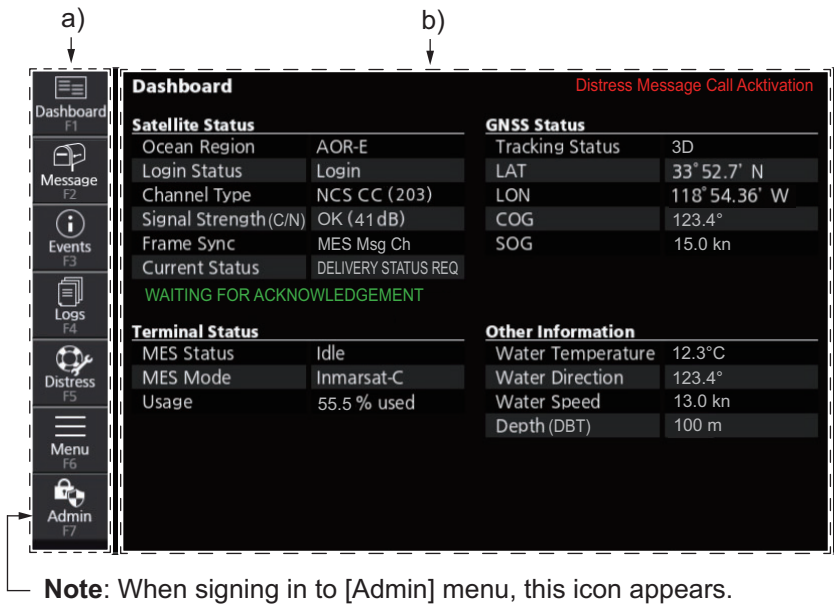 a)
b)
Dashboard
F1
Message
F2
Events
F3
Logs
F4
Distress
F5
Menu
F6
Admin
F7
Dashboard
Distress Message Call Acktivation
Satellite Status
Ocean Region AOR-E
Login Status Login
Channel Type NCS CC (203)
Signal Strength (C/N) OK (41dB)
Frame Sync MES Msg Ch
Current Status DELIVERY STATUS REQ
WAITING FOR ACKNOWLEDGEMENT
GNSS Status
Tracking Status 3D
LAT 33°52.7' N
LON 118°54.36' W
COG 123.4°
SOG 15.0 kn
Terminal Status
MES Status Idle
MES Mode Inmarsat-C
Usage 55.5 % used
Other Information
Water Temperature 12.3°C
Water Direction 123.4°
Water Speed 13.0 kn
Depth (DBT) 100 m
Note: When signing in to [Admin] menu, this icon appears.